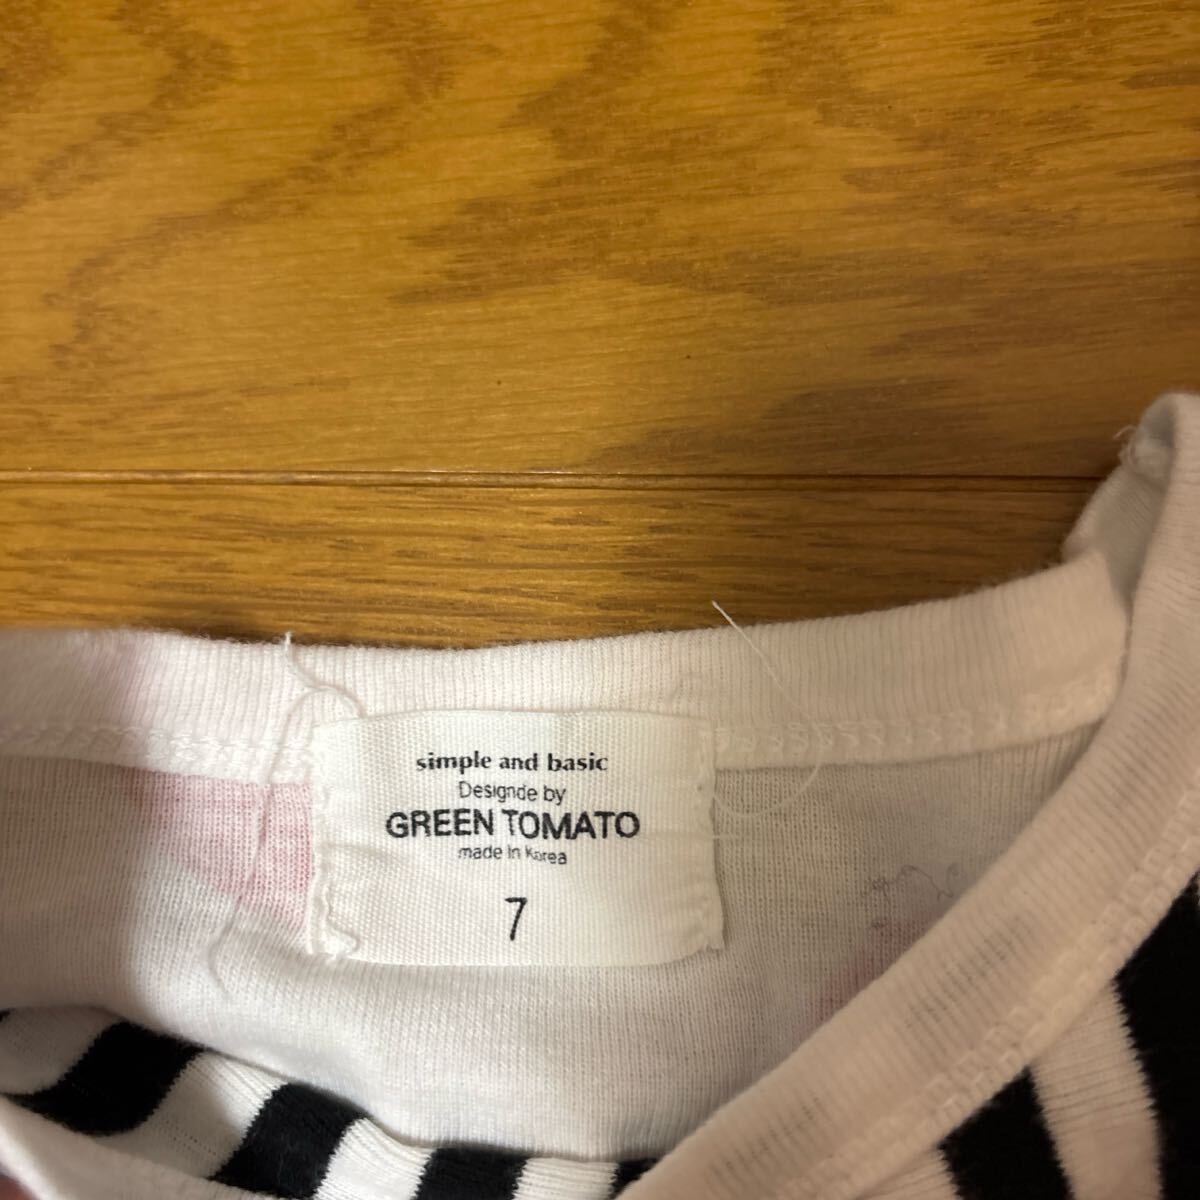 simple and basic
Designde by
GREEN TOMATO
made in Korea
7